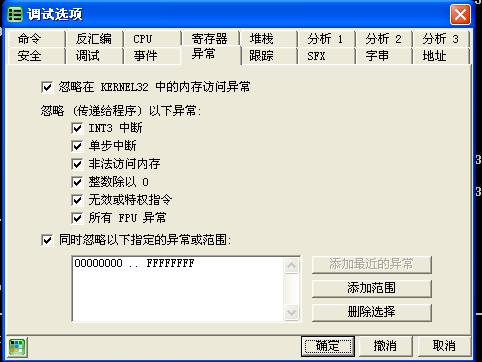 调试选项
命令 反汇编 CPU 寄存器 堆栈 分析 1 分析 2 分析 3
安全 调试 事件 异常 跟踪 SFX 字串 地址
忽略在 KERNEL32 中的内存访问异常
忽略 (传递给程序) 以下异常:
INT3 中断
单步中断
非法访问内存
整数除以 0
无效或特权指令
所有 FPU 异常
同时忽略以下指定的异常或范围:
00000000 .. FFFFFFFF
添加最近的异常
添加范围
删除选择
确定 撤消 取消
3
3